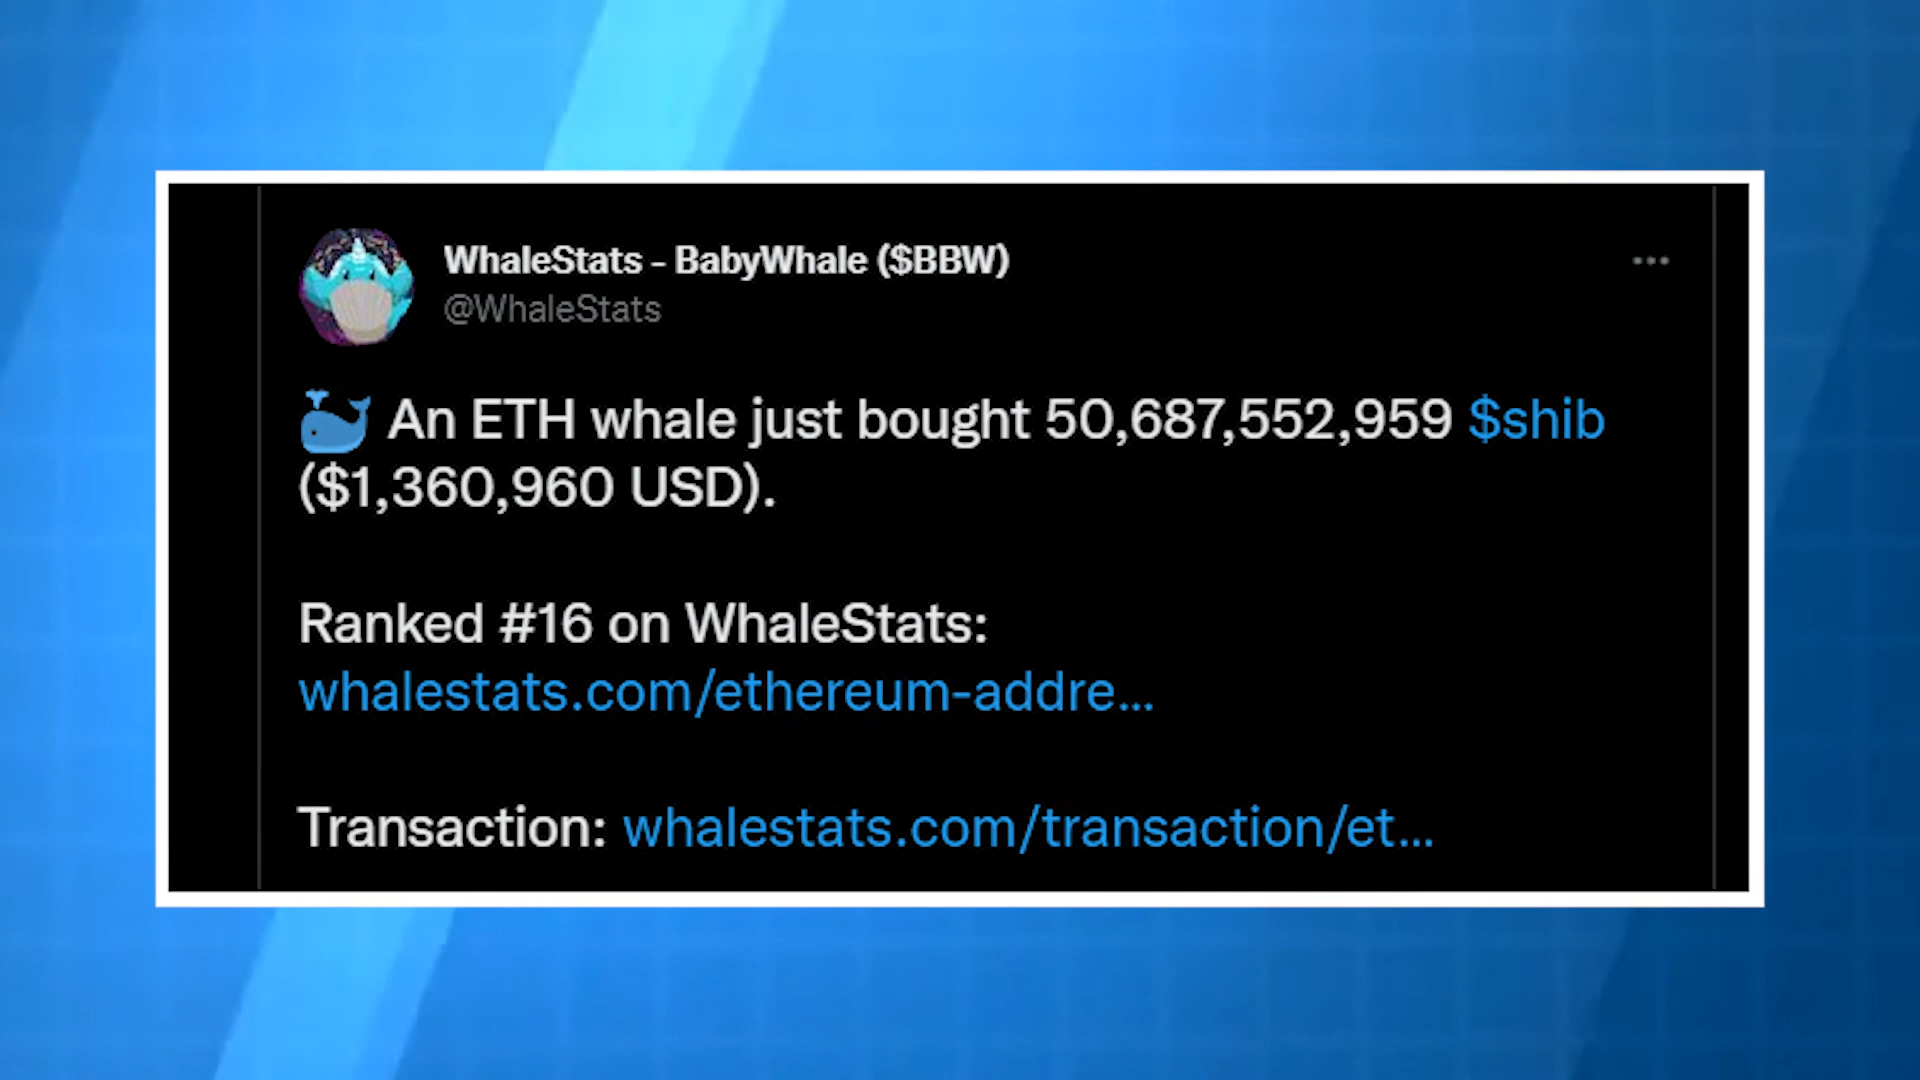 WhaleStats - BabyWhale ($BBW)
@WhaleStats
🐳 An ETH whale just bought 50,687,552,959 $shib
($1,360,960 USD).
Ranked #16 on WhaleStats:
whalestats.com/ethereum-addre...
Transaction: whalestats.com/transaction/et...